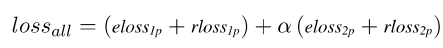 loss_all = (eloss_1p + rloss_1p) + α (eloss_2p + rloss_2p)